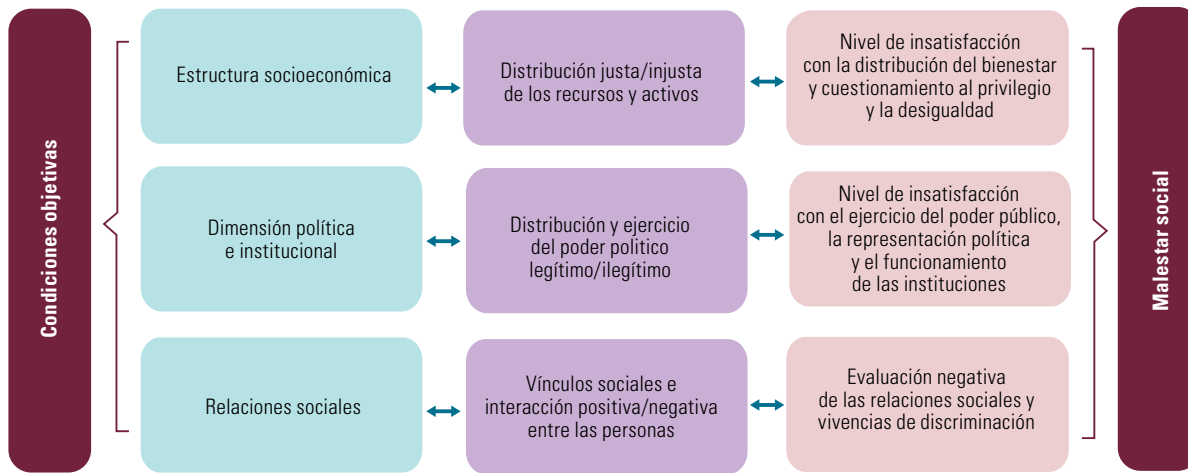 Condiciones objetivas
Estructura socioeconómica
Distribución justa/injusta
de los recursos y activos
Nivel de insatisfacción
con la distribución del bienestar
y cuestionamiento al privilegio
y la desigualdad
Dimensión política
e institucional
Distribución y ejercicio
del poder politico
legítimo/ilegítimo
Nivel de insatisfacción
con el ejercicio del poder público,
la representación política
y el funcionamiento
de las instituciones
Relaciones sociales
Vínculos sociales e
interacción positiva/negativa
entre las personas
Evaluación negativa
de las relaciones sociales y
vivencias de discriminación
Malestar social